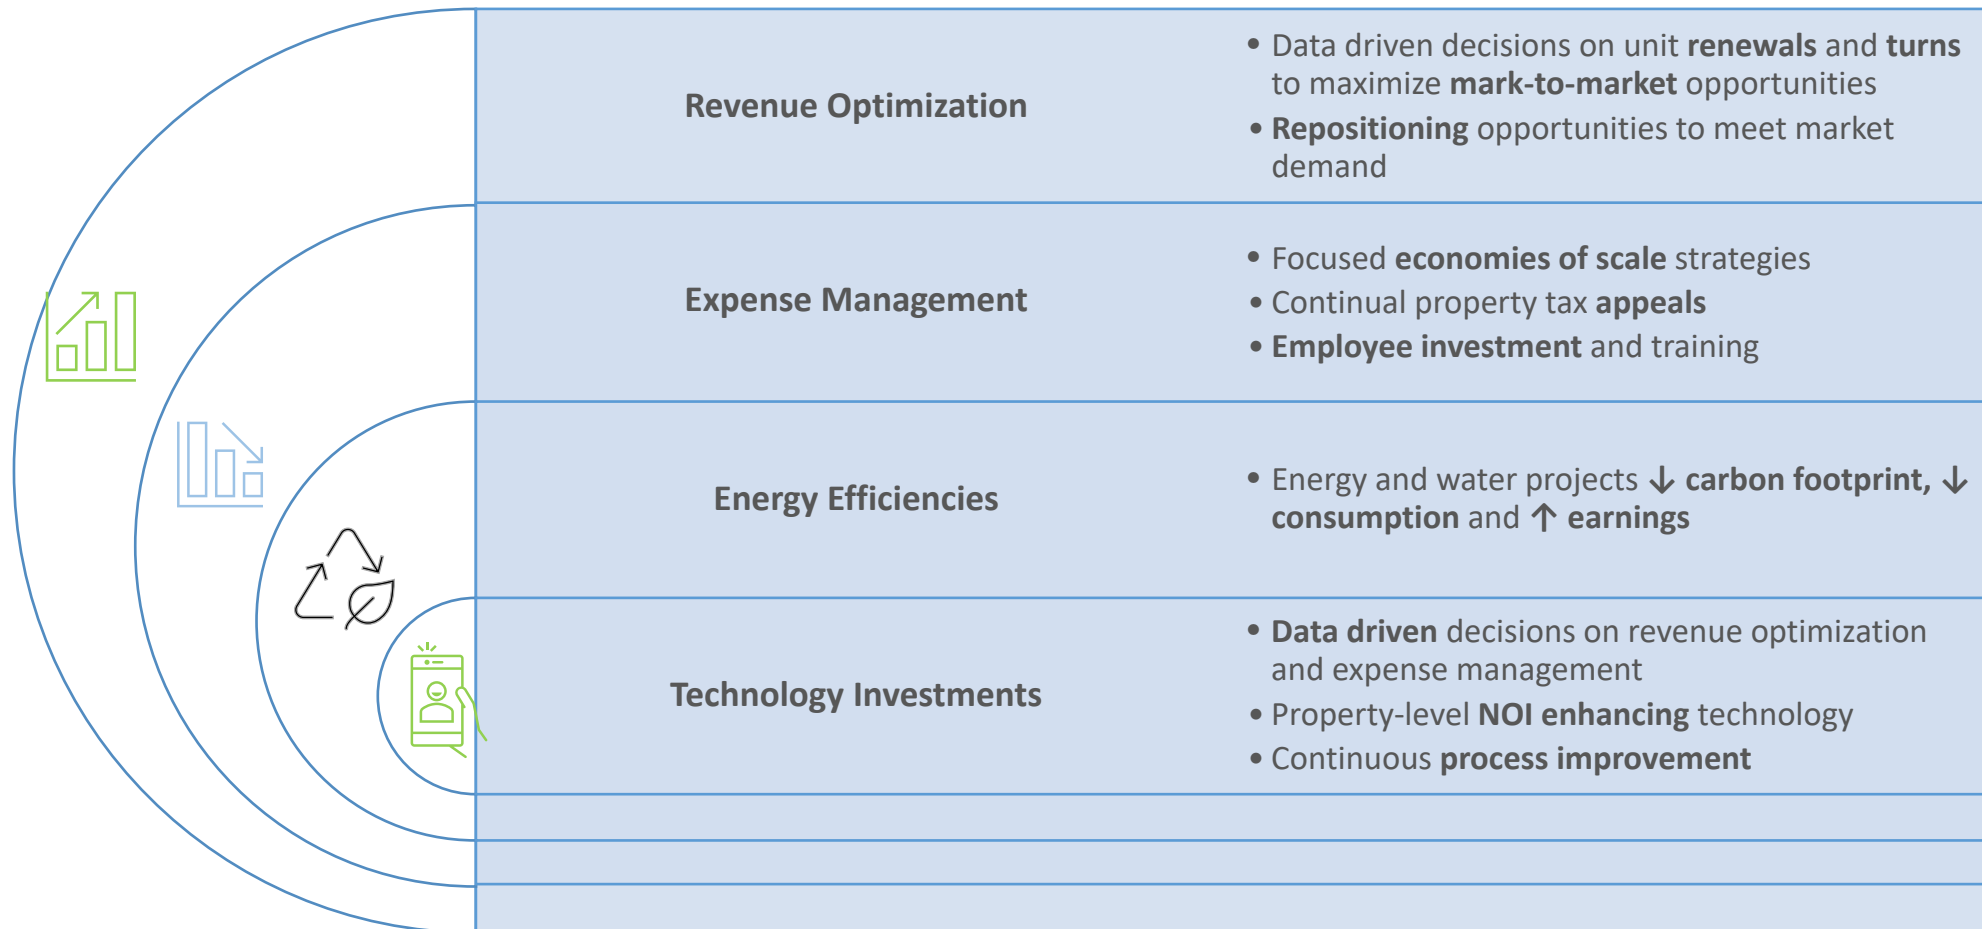 Revenue Optimization
• Data driven decisions on unit renewals and turns
to maximize mark-to-market opportunities
• Repositioning opportunities to meet market
demand
Expense Management
• Focused economies of scale strategies
• Continual property tax appeals
• Employee investment and training
Energy Efficiencies
• Energy and water projects ↓ carbon footprint, ↓
consumption and ↑ earnings
Technology Investments
• Data driven decisions on revenue optimization
and expense management
• Property-level NOI enhancing technology
• Continuous process improvement